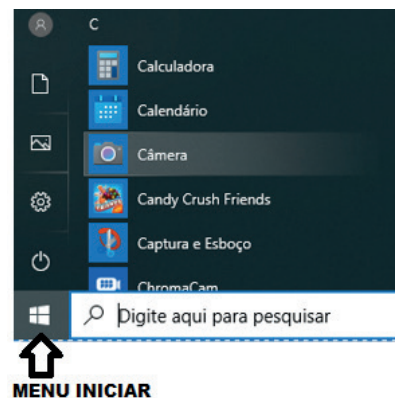 C
Calculadora
Calendário
Câmera
Candy Crush Friends
Captura e Esboço
ChromaCam
Digite aqui para pesquisar
MENU INICIAR